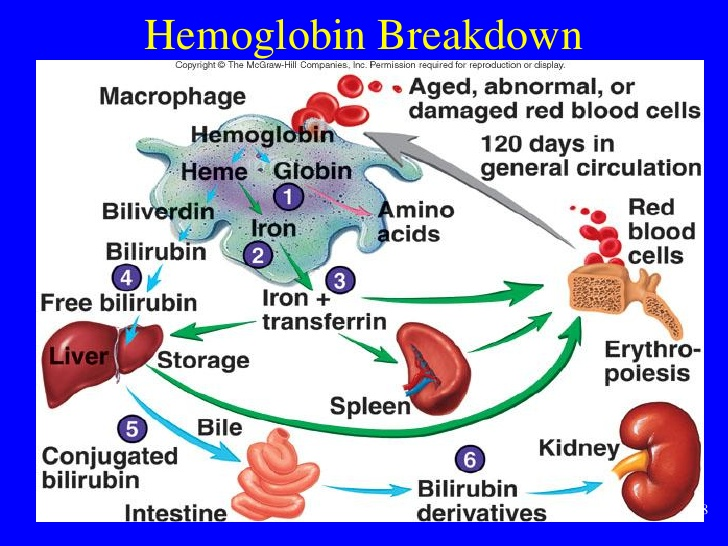 Hemoglobin Breakdown
Copyright © The McGraw-Hill Companies, Inc. Permission required for reproduction or display.
Macrophage
Aged, abnormal, or
damaged red blood cells
Hemoglobin
120 days in
general circulation
Heme
Globin
1
Biliverdin
Amino
acids
Red
blood
cells
Iron
2
Bilirubin
4
3
Free bilirubin
Iron +
transferrin
Liver
Storage
Erythro-
poiesis
Spleen
5
Bile
Conjugated
bilirubin
6
Kidney
Intestine
Bilirubin
derivatives
8